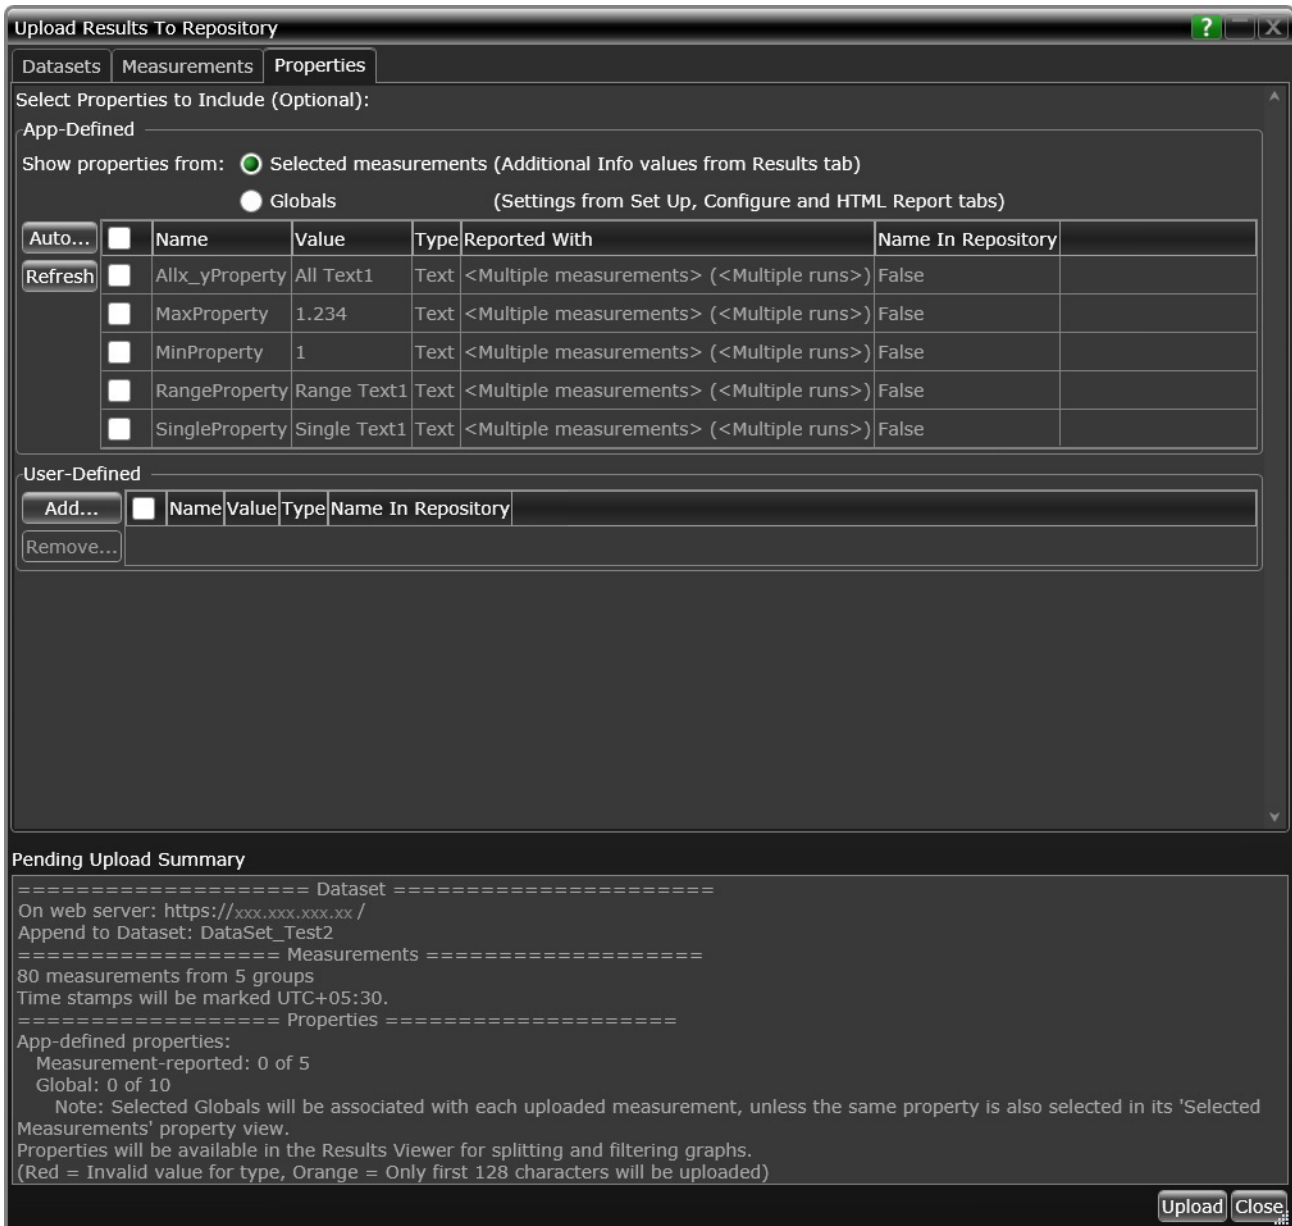 Upload Results To Repository ? X
Datasets Measurements Properties
Select Properties to Include (Optional):
App-Defined
Show properties from: Selected measurements (Additional Info values from Results tab)
Globals (Settings from Set Up, Configure and HTML Report tabs)
Auto... Name Value Type Reported With Name In Repository
Refresh Allx_yProperty All Text1 Text <Multiple measurements> (<Multiple runs>) False
MaxProperty 1.234 Text <Multiple measurements> (<Multiple runs>) False
MinProperty 1 Text <Multiple measurements> (<Multiple runs>) False
RangeProperty Range Text1 Text <Multiple measurements> (<Multiple runs>) False
SingleProperty Single Text1 Text <Multiple measurements> (<Multiple runs>) False
User-Defined
Add... Name Value Type Name In Repository
Remove...
Pending Upload Summary
==================== Dataset ======================
On web server: https://xxx.xxx.xxx.xx /
Append to Dataset: DataSet_Test2
================== Measurements ===================
80 measurements from 5 groups
Time stamps will be marked UTC+05:30.
================== Properties ====================
App-defined properties:
Measurement-reported: 0 of 5
Global: 0 of 10
Note: Selected Globals will be associated with each uploaded measurement, unless the same property is also selected in its 'Selected
Measurements' property view.
Properties will be available in the Results Viewer for splitting and filtering graphs.
(Red = Invalid value for type, Orange = Only first 128 characters will be uploaded)
Upload Close